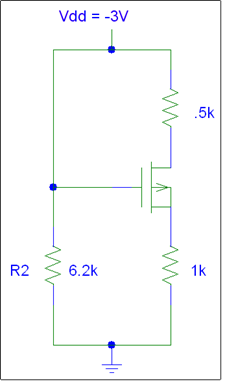 Vdd = -3V
.5k
R2 6.2k
1k